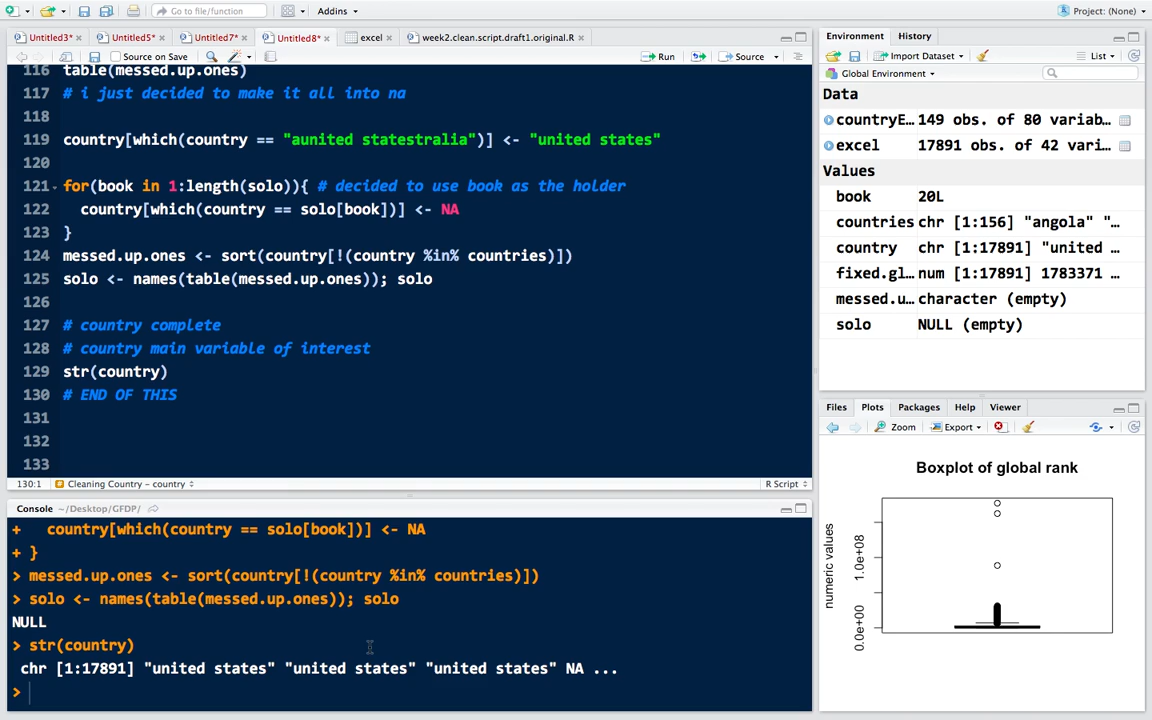 Go to file/function
Addins
Project: (None)
Untitled3*
Untitled5*
Untitled7*
Untitled8*
excel
week2.clean.script.draft1.original.R
Source on Save
Run
Source
116 table(messed.up.ones)
117 # i just decided to make it all into na
118
119 country[which(country == "aunited statestralia")] <- "united states"
120
121 for(book in 1:length(solo)){ # decided to use book as the holder
122 country[which(country == solo[book])] <- NA
123 }
124 messed.up.ones <- sort(country[!(country %in% countries)])
125 solo <- names(table(messed.up.ones)); solo
126
127 # country complete
128 # country main variable of interest
129 str(country)
130 # END OF THIS
131
132
133
130:1 Cleaning Country - country R Script
Console ~/Desktop/GFDP/
+ country[which(country == solo[book])] <- NA
+ }
> messed.up.ones <- sort(country[!(country %in% countries)])
> solo <- names(table(messed.up.ones)); solo
NULL
> str(country)
chr [1:17891] "united states" "united states" "united states" NA ...
>
Environment History
Import Dataset List
Global Environment
Data
countryE… 149 obs. of 80 variab…
excel 17891 obs. of 42 vari…
Values
book 20L
countries chr [1:156] "angola" "…
country chr [1:17891] "united …
fixed.gl… num [1:17891] 1783371 …
messed.u… character (empty)
solo NULL (empty)
Files Plots Packages Help Viewer
Zoom Export
Boxplot of global rank
numeric values
1.0e+08
0.0e+00